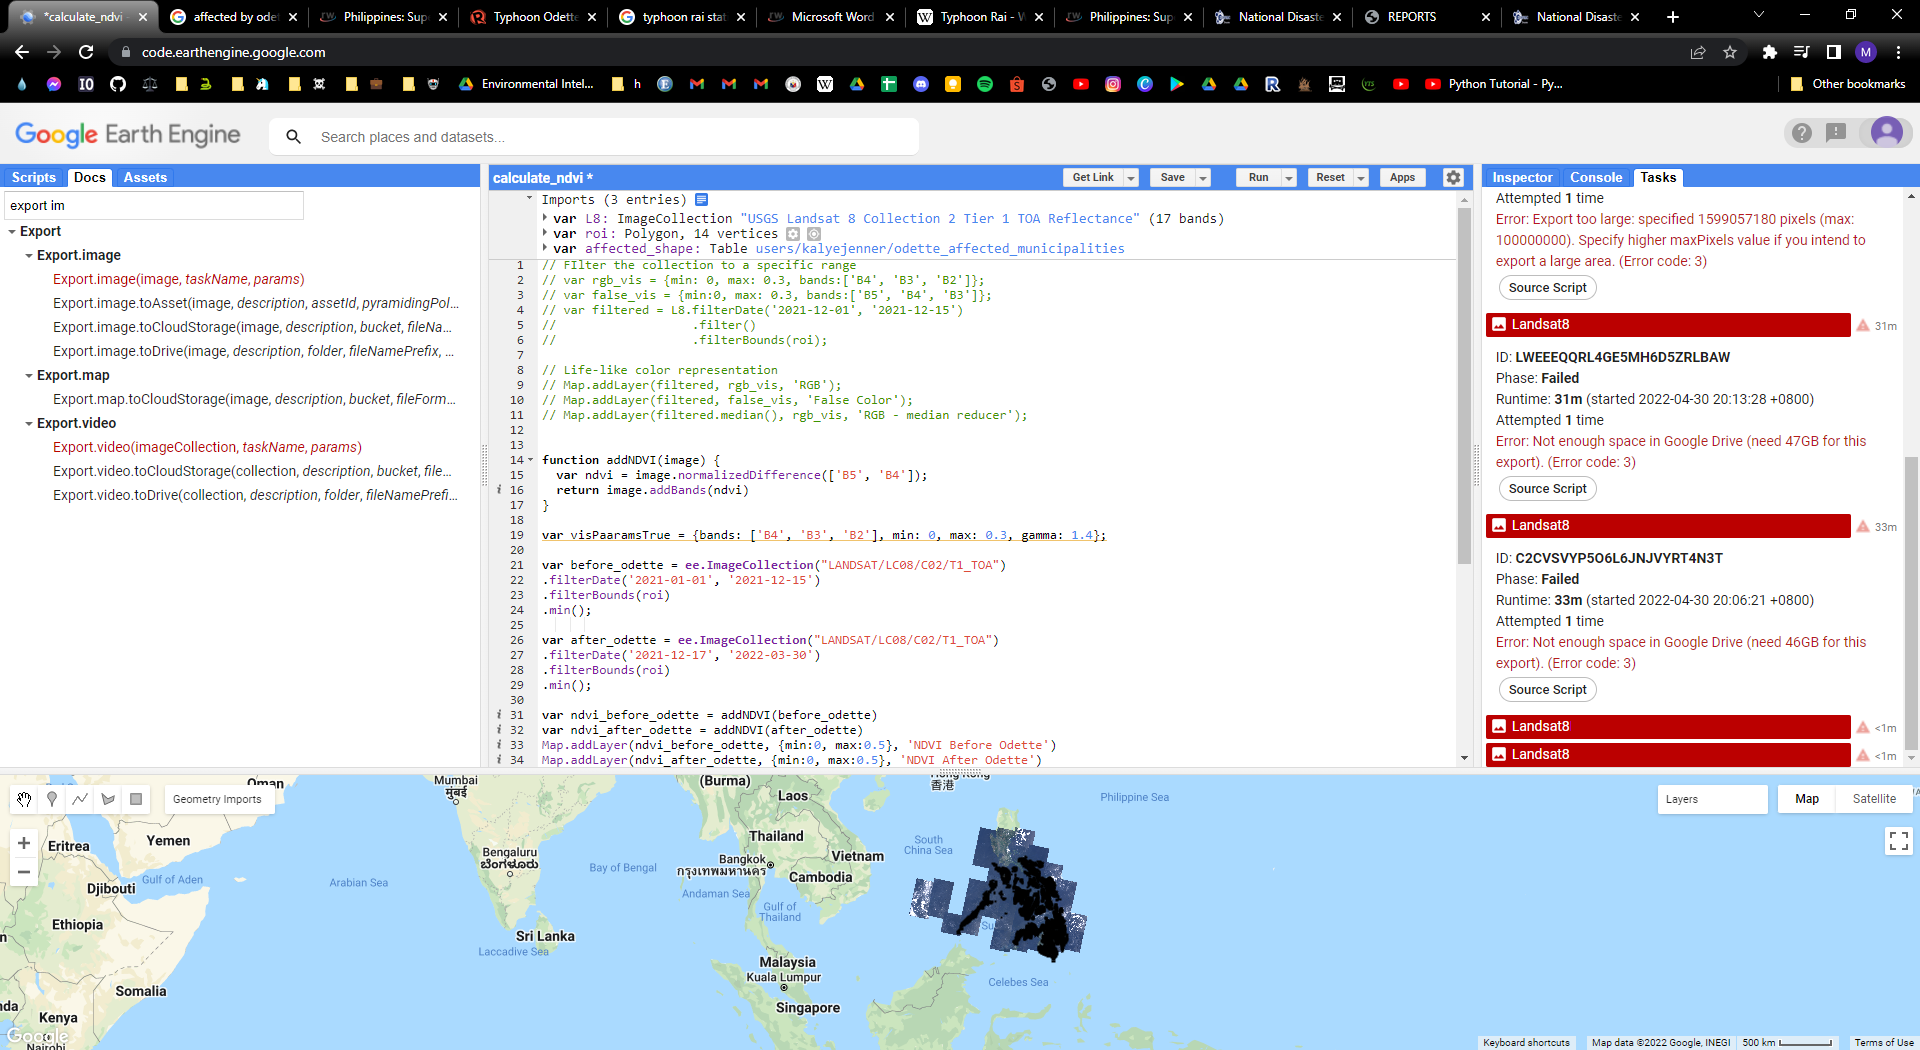 *calculate_ndvi -
affected by odet
Philippines: Sup
Typhoon Odette
typhoon rai stat
Microsoft Word
Typhoon Rai - W
Philippines: Sup
National Disaste
REPORTS
National Disaste
code.earthengine.google.com
M
Environmental Intel...
h
Python Tutorial - Py...
Other bookmarks
Google Earth Engine
Search places and datasets...
Scripts
Docs
Assets
export im
Export
Export.image
Export.image(image, taskName, params)
Export.image.toAsset(image, description, assetId, pyramidingPol...
Export.image.toCloudStorage(image, description, bucket, fileNa...
Export.image.toDrive(image, description, folder, fileNamePrefix, ...
Export.map
Export.map.toCloudStorage(image, description, bucket, fileForm...
Export.video
Export.video(imageCollection, taskName, params)
Export.video.toCloudStorage(collection, description, bucket, file...
Export.video.toDrive(collection, description, folder, fileNamePrefi...
calculate_ndvi *
Get Link
Save
Run
Reset
Apps
Imports (3 entries)
var L8: ImageCollection "USGS Landsat 8 Collection 2 Tier 1 TOA Reflectance" (17 bands)
var roi: Polygon, 14 vertices
var affected_shape: Table users/kalyejenner/odette_affected_municipalities
1 // FIlter the collection to a specific range
2 // var rgb_vis = {min: 0, max: 0.3, bands:['B4', 'B3', 'B2']};
3 // var false_vis = {min:0, max: 0.3, bands:['B5', 'B4', 'B3']};
4 // var filtered = L8.filterDate('2021-12-01', '2021-12-15')
5 // .filter()
6 // .filterBounds(roi);
7
8 // Life-like color representation
9 // Map.addLayer(filtered, rgb_vis, 'RGB');
10 // Map.addLayer(filtered, false_vis, 'False Color');
11 // Map.addLayer(filtered.median(), rgb_vis, 'RGB - median reducer');
12
13
14 function addNDVI(image) {
15 var ndvi = image.normalizedDifference(['B5', 'B4']);
16 return image.addBands(ndvi)
17 }
18
19 var visPaaramsTrue = {bands: ['B4', 'B3', 'B2'], min: 0, max: 0.3, gamma: 1.4};
20
21 var before_odette = ee.ImageCollection("LANDSAT/LC08/C02/T1_TOA")
22 .filterDate('2021-01-01', '2021-12-15')
23 .filterBounds(roi)
24 .min();
25
26 var after_odette = ee.ImageCollection("LANDSAT/LC08/C02/T1_TOA")
27 .filterDate('2021-12-17', '2022-03-30')
28 .filterBounds(roi)
29 .min();
30
31 var ndvi_before_odette = addNDVI(before_odette)
32 var ndvi_after_odette = addNDVI(after_odette)
33 Map.addLayer(ndvi_before_odette, {min:0, max:0.5}, 'NDVI Before Odette')
34 Map.addLayer(ndvi_after_odette, {min:0, max:0.5}, 'NDVI After Odette')
Inspector
Console
Tasks
Attempted 1 time
Error: Export too large: specified 1599057180 pixels (max:
100000000). Specify higher maxPixels value if you intend to
export a large area. (Error code: 3)
Source Script
Landsat8
31m
ID: LWEEEQQRL4GE5MH6D5ZRLBAW
Phase: Failed
Runtime: 31m (started 2022-04-30 20:13:28 +0800)
Attempted 1 time
Error: Not enough space in Google Drive (need 47GB for this
export). (Error code: 3)
Source Script
Landsat8
33m
ID: C2CVSVYP5O6L6JNJVYRT4N3T
Phase: Failed
Runtime: 33m (started 2022-04-30 20:06:21 +0800)
Attempted 1 time
Error: Not enough space in Google Drive (need 46GB for this
export). (Error code: 3)
Source Script
Landsat8
<1m
Landsat8
<1m
Geometry Imports
Layers
Map
Satellite
Oman
Mumbai
मुंबई
(Burma)
Laos
Hong Kong
香港
Philippine Sea
Eritrea
Yemen
Thailand
South
China Sea
Bengaluru
ಬೆಂಗಳೂರು
Bay of Bengal
Bangkok
กรุงเทพมหานคร
Vietnam
Cambodia
Gulf of Aden
Djibouti
Arabian Sea
Andaman Sea
Gulf of
Thailand
Ethiopia
Sri Lanka
Laccadive Sea
Malaysia
Kuala Lumpur
Celebes Sea
Somalia
Singapore
Kenya
Nairobi
Google
Keyboard shortcuts
Map data ©2022 Google, INEGI
500 km
Terms of Use